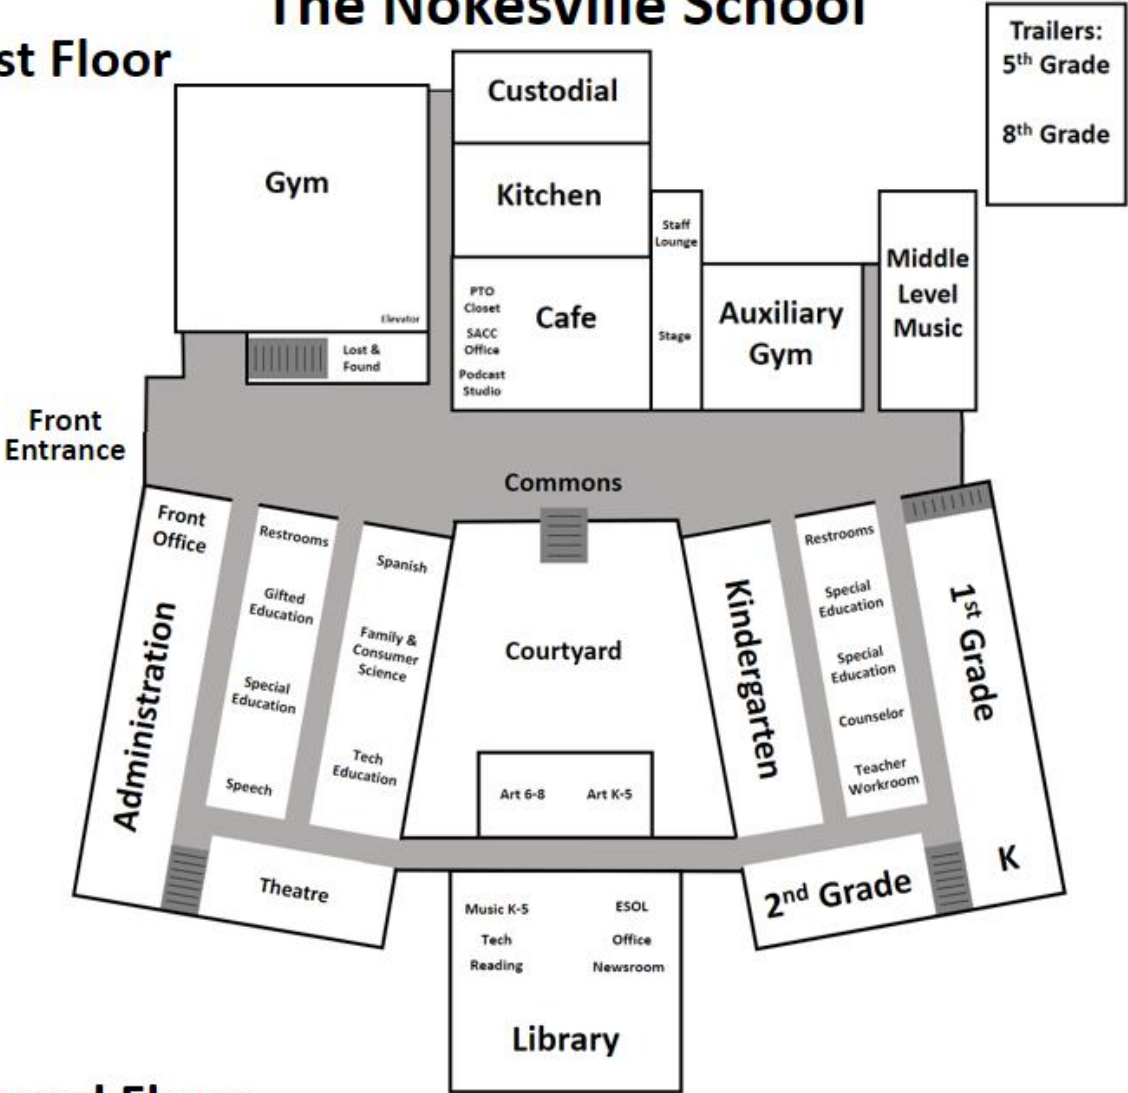 The Nokesville School
st Floor
Trailers:
5th Grade
8th Grade
Custodial
Gym
Kitchen
Staff
Lounge
Middle
Level
Music
PTO
Closet
SACC
Office
Podcast
Studio
Cafe
Elevator
Stage
Auxiliary
Gym
Lost &
Found
Front
Entrance
Commons
Front
Office
Administration
Restrooms
Gifted
Education
Special
Education
Speech
Spanish
Family &
Consumer
Science
Tech
Education
Courtyard
Art 6-8
Art K-5
Kindergarten
Restrooms
Special
Education
Special
Education
Counselor
Teacher
Workroom
1st Grade
K
Theatre
2nd Grade
Music K-5
Tech
Reading
ESOL
Office
Newsroom
Library